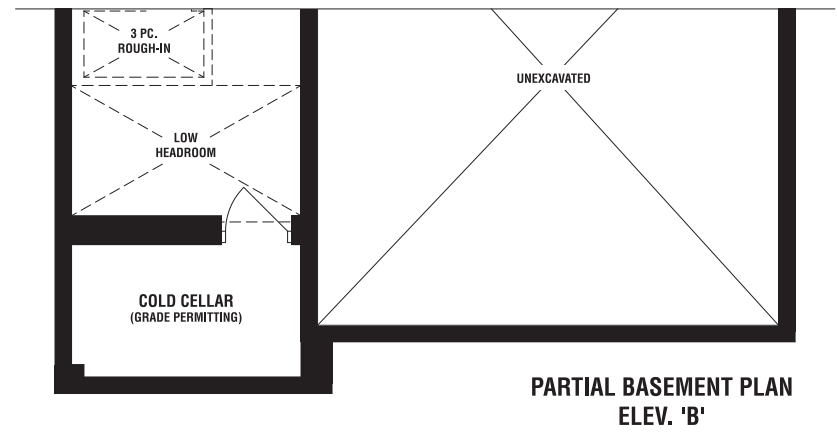 3 PC.
ROUGH-IN
UNEXCAVATED
LOW
HEADROOM
COLD CELLAR
(GRADE PERMITTING)
PARTIAL BASEMENT PLAN
ELEV. 'B'